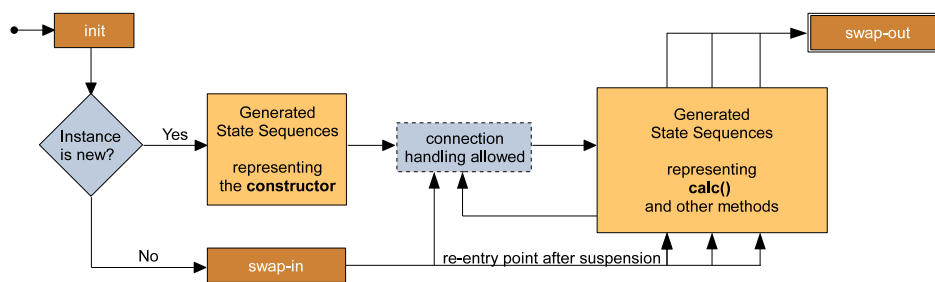 init
swap-out
Instance
is new?
Yes
Generated
State Sequences
representing
the constructor
connection
handling allowed
Generated
State Sequences
representing
calc()
and other methods
No
swap-in
re-entry point after suspension